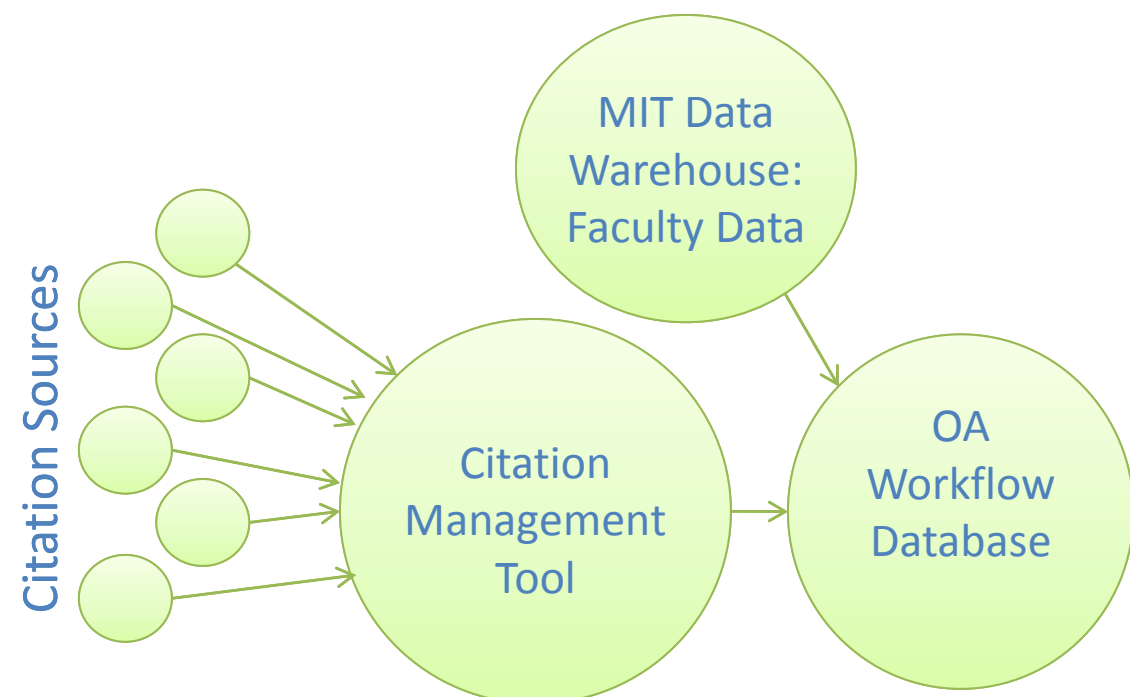 MIT Data
Warehouse:
Faculty Data
Citation Sources
Citation
Management
Tool
OA
Workflow
Database